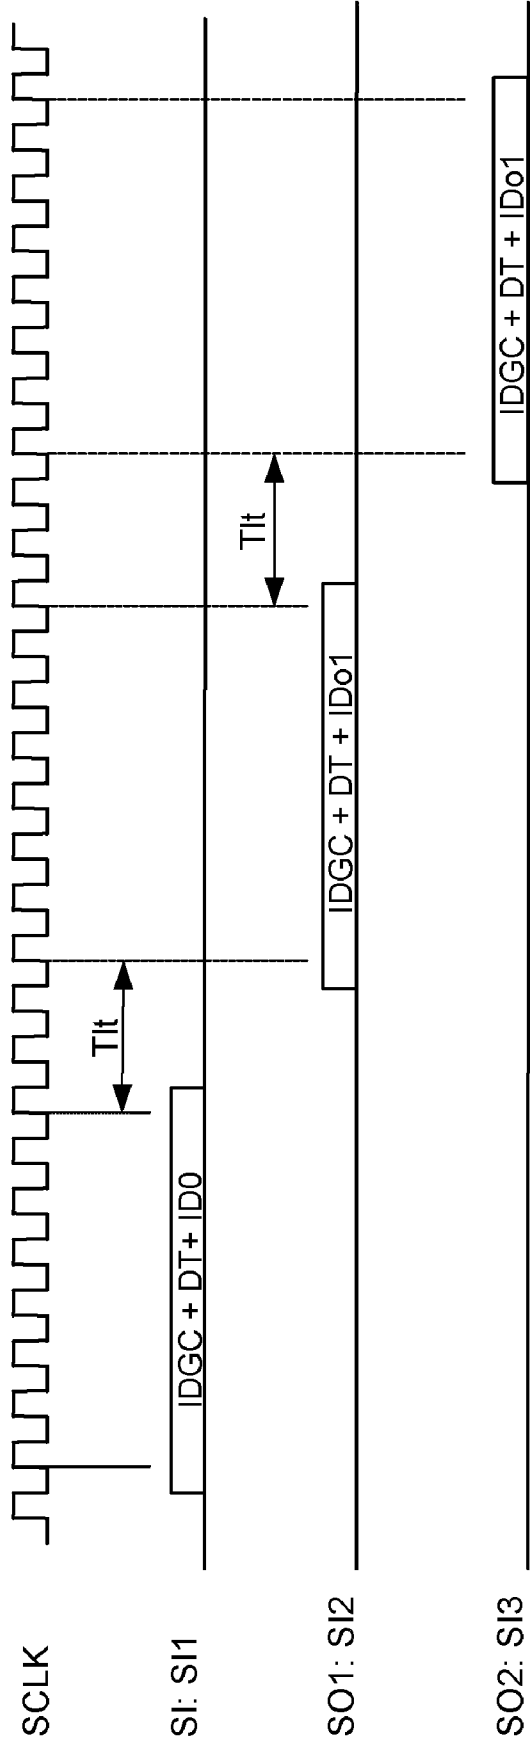 SCLK
SI: SI1
IDGC + DT+ ID0
Tlt
SO1: SI2
IDGC + DT + IDo1
Tlt
SO2: SI3
IDGC + DT + IDo1